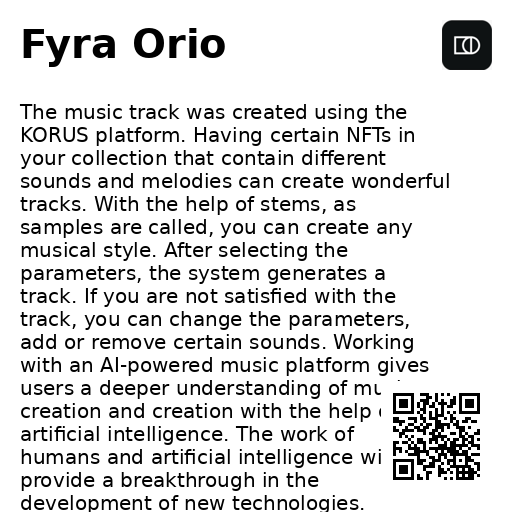 Fyra Orio
The music track was created using the
KORUS platform. Having certain NFTs in
your collection that contain different
sounds and melodies can create wonderful
tracks. With the help of stems, as
samples are called, you can create any
musical style. After selecting the
parameters, the system generates a
track. If you are not satisfied with the
track, you can change the parameters,
add or remove certain sounds. Working
with an AI-powered music platform gives
users a deeper understanding of
creation and creation with the help
artificial intelligence. The work of
humans and artificial intelligence
provide a breakthrough in the
development of new technologies.